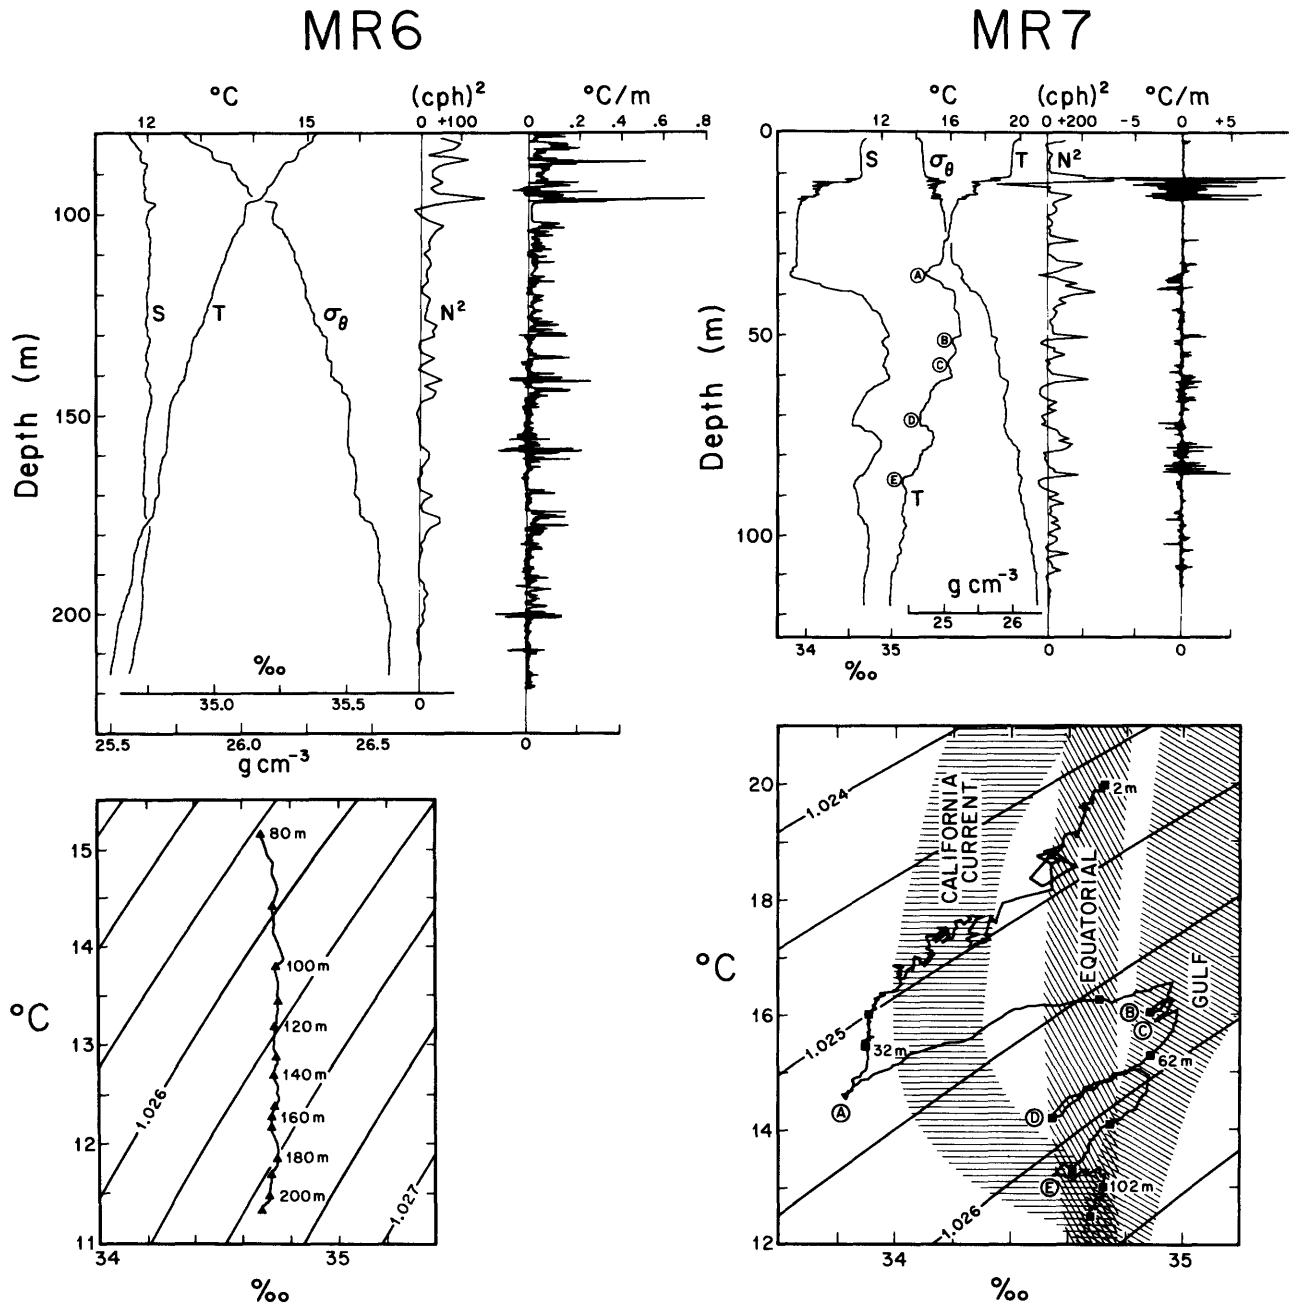 MR6
°C (cph)² °C/m
12 15 0 +100 0 .2 .4 .6 .8
100
150
200
Depth (m)
S T σθ N²
‰
35.0 35.5 0
25.5 26.0 26.5 0
g cm⁻³
80 m
100 m
120 m
140 m
160 m
180 m
200 m
1.026
1.027
15
14
13
12
11
°C
34 35
‰
MR7
°C (cph)² °C/m
12 16 20 0 +200 -5 0 +5
0
50
100
Depth (m)
S σθ T N²
A
B
C
D
E
T
g cm⁻³
25 26
34 35 0 0
‰
20
18
16
14
12
°C
1.024
1.025
1.026
CALIFORNIA
CURRENT
EQUATORIAL
GULF
2m
32m
62m
102m
A
B
C
D
E
34 35
‰